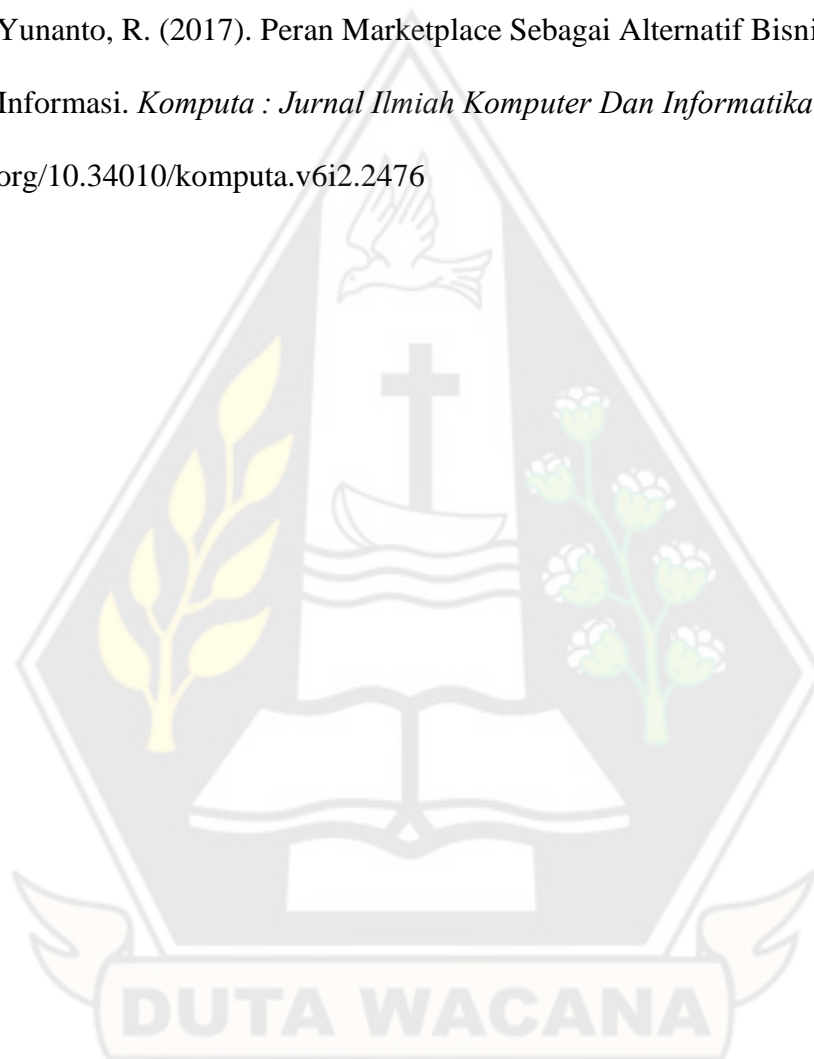 Yunanto, R. (2017). Peran Marketplace Sebagai Alternatif Bisni
Informasi. Komputa : Jurnal Ilmiah Komputer Dan Informatika
org/10.34010/komputa.v6i2.2476
DUTA WACANA